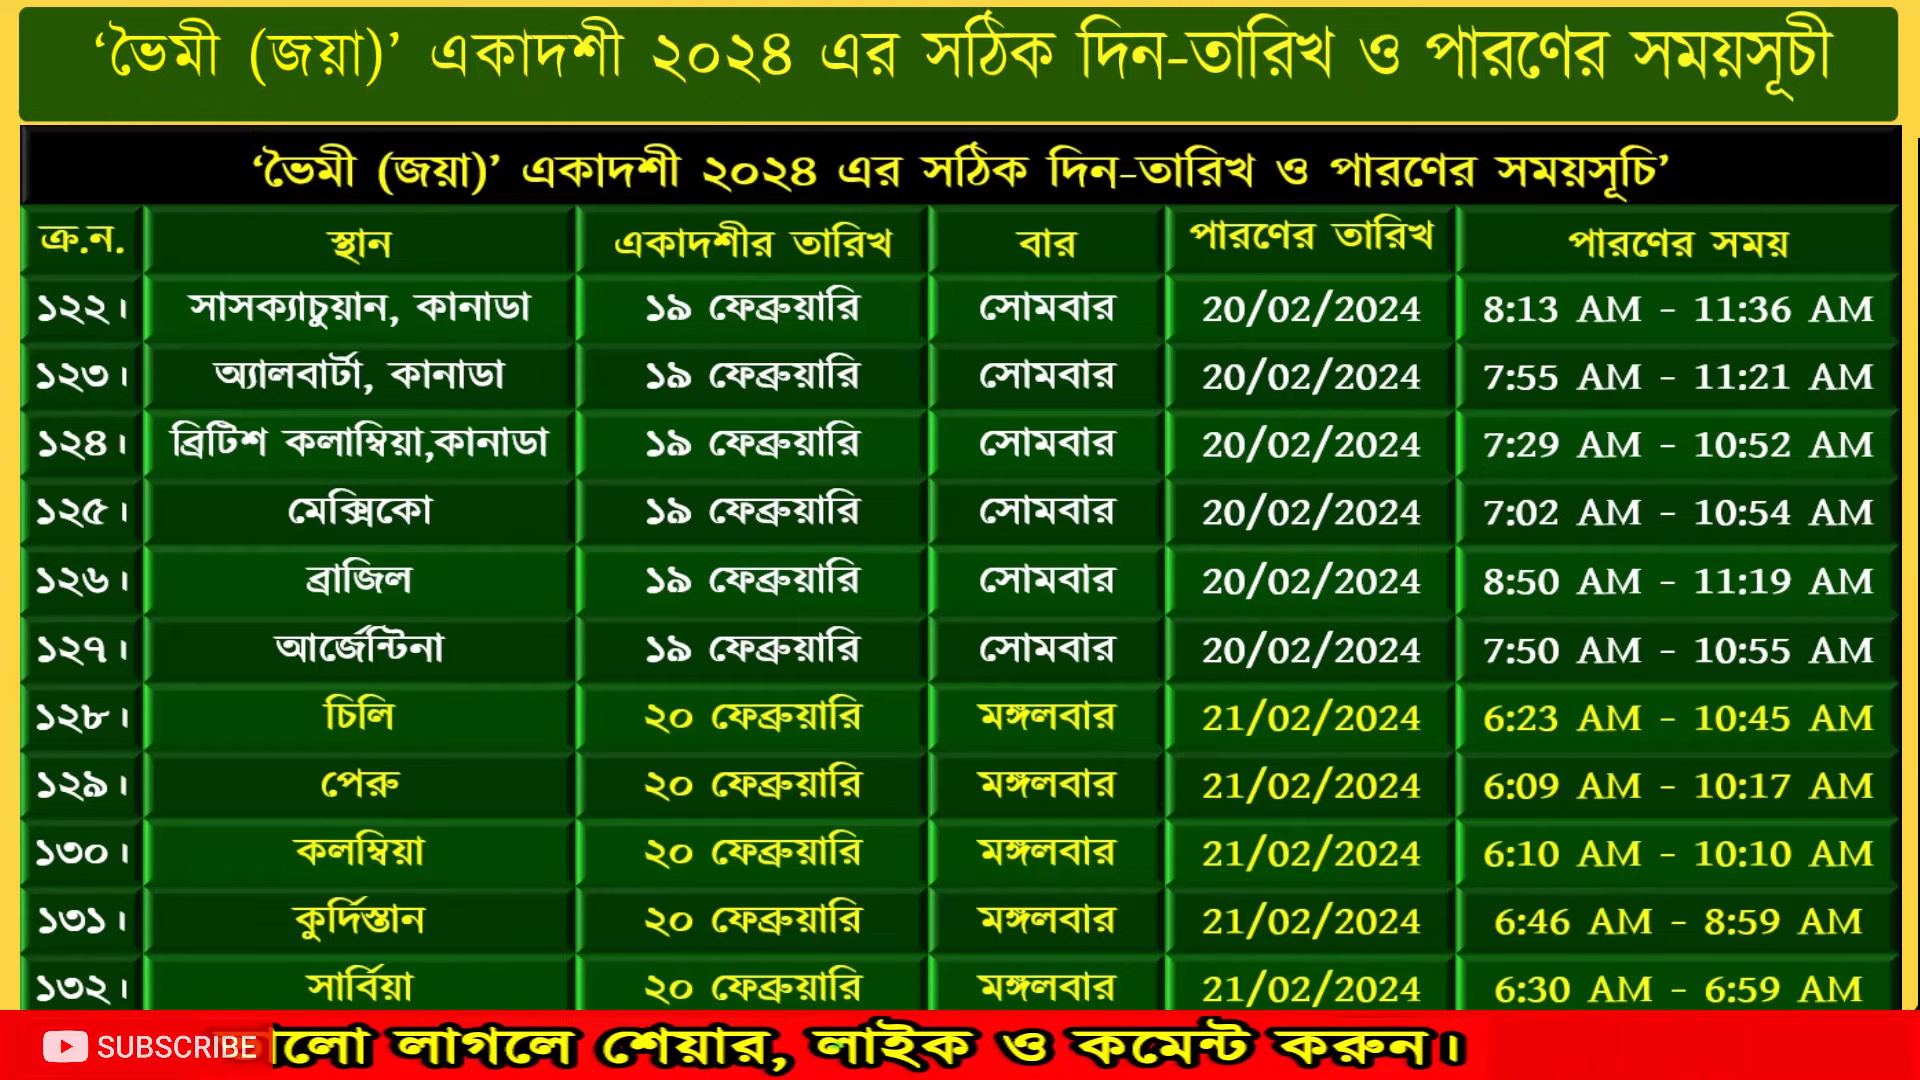 ‘ভৈমী (জয়া)’ একাদশী ২০২৪ এর সঠিক দিন-তারিখ ও পারণের সময়সূচী
‘ভৈমী (জয়া)’ একাদশী ২০২৪ এর সঠিক দিন-তারিখ ও পারণের সময়সূচি’
ক্র.ন. স্থান একাদশীর তারিখ বার পারণের তারিখ পারণের সময়
১২২। সাসক্যাচুয়ান, কানাডা ১৯ ফেব্রুয়ারি সোমবার 20/02/2024 8:13 AM - 11:36 AM
১২৩। অ্যালবার্টা, কানাডা ১৯ ফেব্রুয়ারি সোমবার 20/02/2024 7:55 AM - 11:21 AM
১২৪। ব্রিটিশ কলাম্বিয়া,কানাডা ১৯ ফেব্রুয়ারি সোমবার 20/02/2024 7:29 AM - 10:52 AM
১২৫। মেক্সিকো ১৯ ফেব্রুয়ারি সোমবার 20/02/2024 7:02 AM - 10:54 AM
১২৬। ব্রাজিল ১৯ ফেব্রুয়ারি সোমবার 20/02/2024 8:50 AM - 11:19 AM
১২৭। আর্জেন্টিনা ১৯ ফেব্রুয়ারি সোমবার 20/02/2024 7:50 AM - 10:55 AM
১২৮। চিলি ২০ ফেব্রুয়ারি মঙ্গলবার 21/02/2024 6:23 AM - 10:45 AM
১২৯। পেরু ২০ ফেব্রুয়ারি মঙ্গলবার 21/02/2024 6:09 AM - 10:17 AM
১৩০। কলম্বিয়া ২০ ফেব্রুয়ারি মঙ্গলবার 21/02/2024 6:10 AM - 10:10 AM
১৩১। কুর্দিস্তান ২০ ফেব্রুয়ারি মঙ্গলবার 21/02/2024 6:46 AM - 8:59 AM
১৩২। সার্বিয়া ২০ ফেব্রুয়ারি মঙ্গলবার 21/02/2024 6:30 AM - 6:59 AM
SUBSCRIBE লাগলে শেয়ার, লাইক ও কমেন্ট করুন।